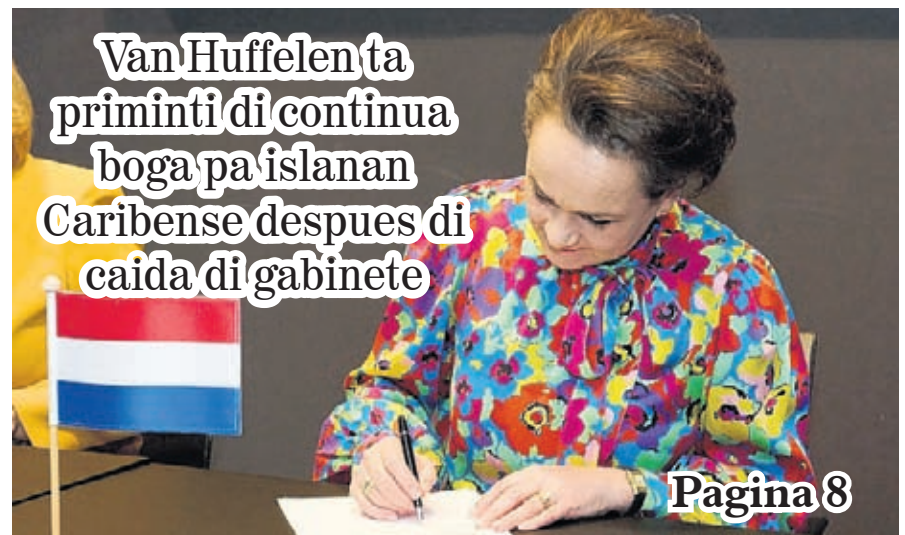 Van Huffelen ta
priminti di continua
boga pa islanan
Caribense despues di
caida di gabinete
Pagina 8